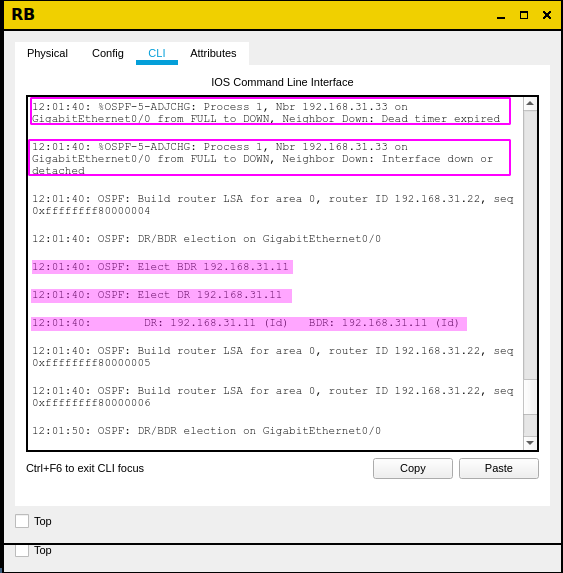 RB
Physical Config CLI Attributes
IOS Command Line Interface
12:01:40: %OSPF-5-ADJCHG: Process 1, Nbr 192.168.31.33 on
GigabitEthernet0/0 from FULL to DOWN, Neighbor Down: Dead timer expired
12:01:40: %OSPF-5-ADJCHG: Process 1, Nbr 192.168.31.33 on
GigabitEthernet0/0 from FULL to DOWN, Neighbor Down: Interface down or
detached
12:01:40: OSPF: Build router LSA for area 0, router ID 192.168.31.22, seq
0xffffffff80000004
12:01:40: OSPF: DR/BDR election on GigabitEthernet0/0
12:01:40: OSPF: Elect BDR 192.168.31.11
12:01:40: OSPF: Elect DR 192.168.31.11
12:01:40: DR: 192.168.31.11 (Id) BDR: 192.168.31.11 (Id)
12:01:40: OSPF: Build router LSA for area 0, router ID 192.168.31.22, seq
0xffffffff80000005
12:01:40: OSPF: Build router LSA for area 0, router ID 192.168.31.22, seq
0xffffffff80000006
12:01:50: OSPF: DR/BDR election on GigabitEthernet0/0
Ctrl+F6 to exit CLI focus Copy Paste
Top
Top